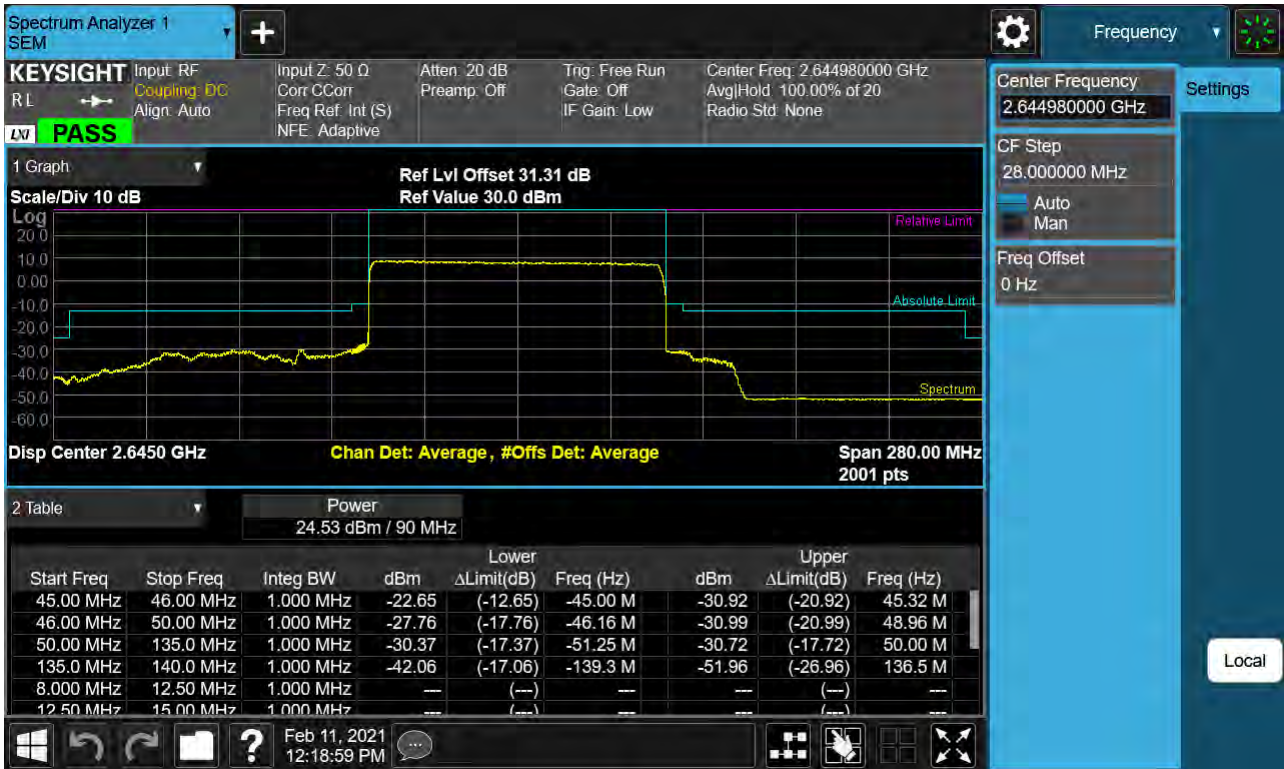 Spectrum Analyzer 1
SEM
Frequency
KEYSIGHT
R L
LXI
PASS
Input: RF
Coupling: DC
Align: Auto
Input Z: 50 Ω
Corr CCorr
Freq Ref: Int (S)
NFE: Adaptive
Atten: 20 dB
Preamp: Off
Trig: Free Run
Gate: Off
IF Gain: Low
Center Freq: 2.644980000 GHz
Avg|Hold: 100.00% of 20
Radio Std: None
Center Frequency
2.644980000 GHz
Settings
CF Step
28.000000 MHz
Auto
Man
Freq Offset
0 Hz
Local
1 Graph
Scale/Div 10 dB
Ref Lvl Offset 31.31 dB
Ref Value 30.0 dBm
Log
20.0
10.0
0.00
-10.0
-20.0
-30.0
-40.0
-50.0
-60.0
Relative Limit
Absolute Limit
Spectrum
Disp Center 2.6450 GHz
Chan Det: Average, #Offs Det: Average
Span 280.00 MHz
2001 pts
2 Table
Power
24.53 dBm / 90 MHz
Lower Upper
Start Freq Stop Freq Integ BW dBm ΔLimit(dB) Freq (Hz) dBm ΔLimit(dB) Freq (Hz)
45.00 MHz 46.00 MHz 1.000 MHz -22.65 (-12.65) -45.00 M -30.92 (-20.92) 45.32 M
46.00 MHz 50.00 MHz 1.000 MHz -27.76 (-17.76) -46.16 M -30.99 (-20.99) 48.96 M
50.00 MHz 135.0 MHz 1.000 MHz -30.37 (-17.37) -51.25 M -30.72 (-17.72) 50.00 M
135.0 MHz 140.0 MHz 1.000 MHz -42.06 (-17.06) -139.3 M -51.96 (-26.96) 136.5 M
8.000 MHz 12.50 MHz 1.000 MHz --- (---) --- --- (---) ---
12.50 MHz 15.00 MHz 1.000 MHz --- (---) --- --- (---) ---
Feb 11, 2021
12:18:59 PM